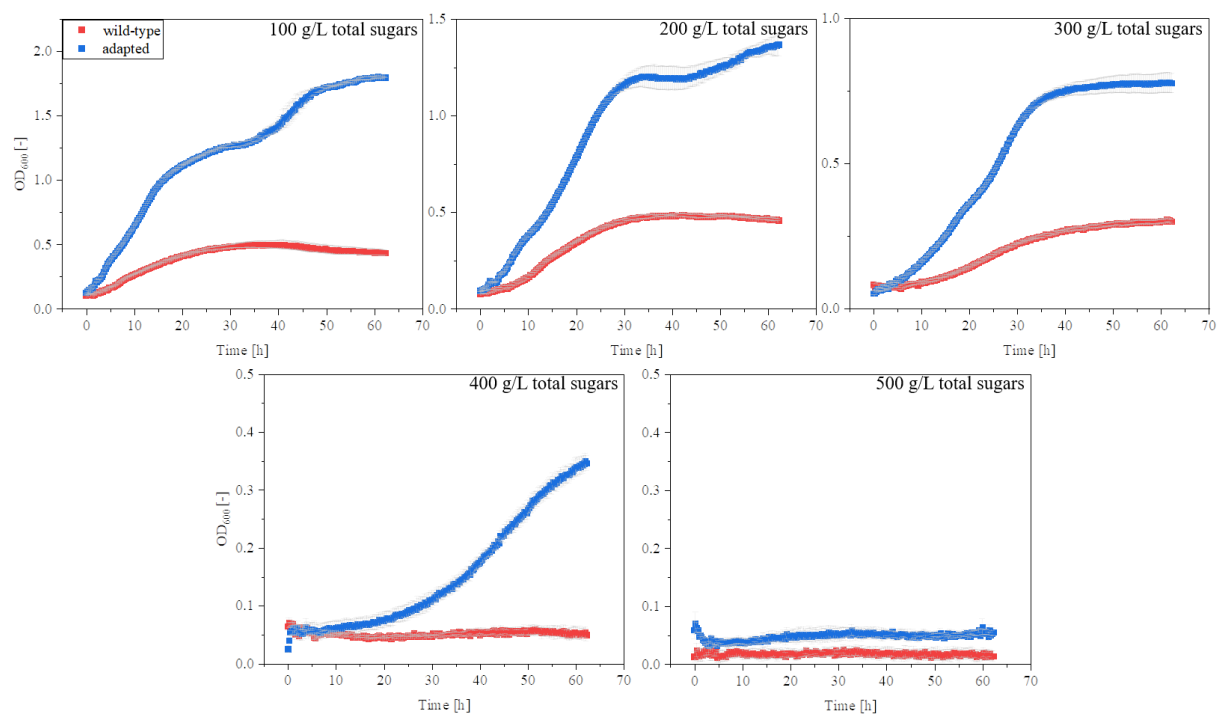 wild-type
adapted
100 g/L total sugars
2.0
1.5
1.0
0.5
0.0
OD600 [-]
0 10 20 30 40 50 60 70
Time [h]
200 g/L total sugars
1.5
1.0
0.5
0.0
0 10 20 30 40 50 60 70
Time [h]
300 g/L total sugars
1.0
0.5
0.0
0 10 20 30 40 50 60 70
Time [h]
400 g/L total sugars
0.5
0.4
0.3
0.2
0.1
0.0
OD600 [-]
0 10 20 30 40 50 60 70
Time [h]
500 g/L total sugars
0.5
0.4
0.3
0.2
0.1
0.0
0 10 20 30 40 50 60 70
Time [h]